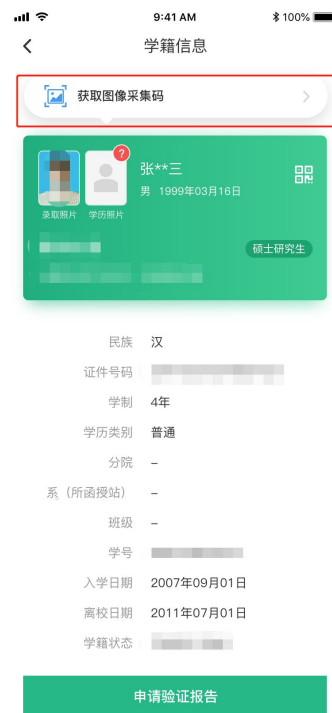 9:41 AM
100%
学籍信息
获取图像采集码
?
张**三
男 1999年03月16日
录取照片 学历照片
硕士研究生
民族 汉
证件号码
学制 4年
学历类别 普通
分院 –
系（所函授站） –
班级 –
学号
入学日期 2007年09月01日
离校日期 2011年07月01日
学籍状态
申请验证报告